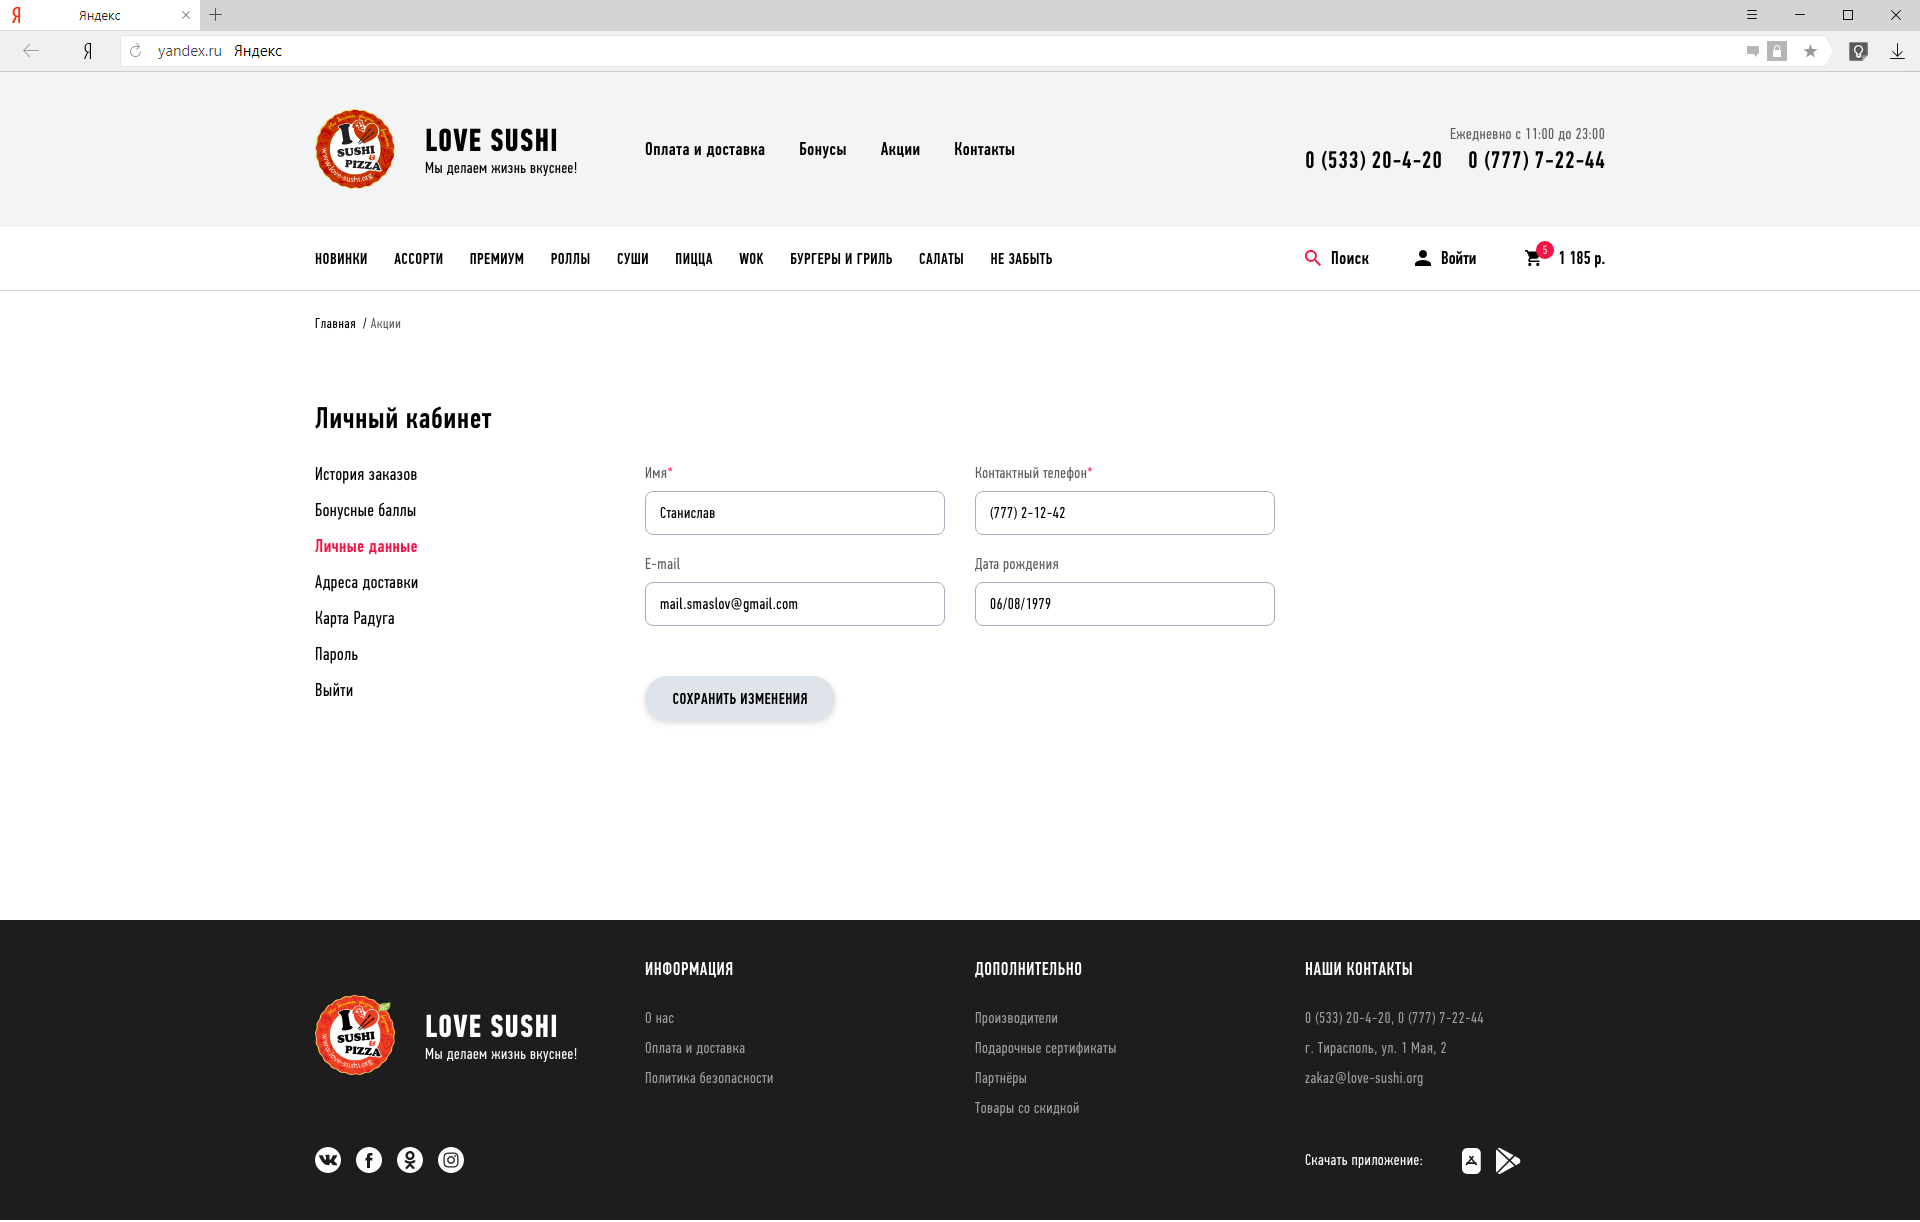 Яндекс
yandex.ru Яндекс
I
SUSHI
&
PIZZA
www.love-sushi.org
LOVE SUSHI
Мы делаем жизнь вкуснее!
Оплата и доставка Бонусы Акции Контакты
Ежедневно с 11:00 до 23:00
0 (533) 20-4-20 0 (777) 7-22-44
НОВИНКИ АССОРТИ ПРЕМИУМ РОЛЛЫ СУШИ ПИЦЦА WOK БУРГЕРЫ И ГРИЛЬ САЛАТЫ НЕ ЗАБЫТЬ
Поиск Войти 5 1 185 р.
Главная / Акции
Личный кабинет
История заказов
Бонусные баллы
Личные данные
Адреса доставки
Карта Радуга
Пароль
Выйти
Имя*
Станислав
Контактный телефон*
(777) 2-12-42
E-mail
mail.smaslov@gmail.com
Дата рождения
06/08/1979
СОХРАНИТЬ ИЗМЕНЕНИЯ
I
SUSHI
&
PIZZA
www.love-sushi.org
LOVE SUSHI
Мы делаем жизнь вкуснее!
ИНФОРМАЦИЯ
О нас
Оплата и доставка
Политика безопасности
ДОПОЛНИТЕЛЬНО
Производители
Подарочные сертификаты
Партнёры
Товары со скидкой
НАШИ КОНТАКТЫ
0 (533) 20-4-20, 0 (777) 7-22-44
г. Тирасполь, ул. 1 Мая, 2
zakaz@love-sushi.org
Скачать приложение: